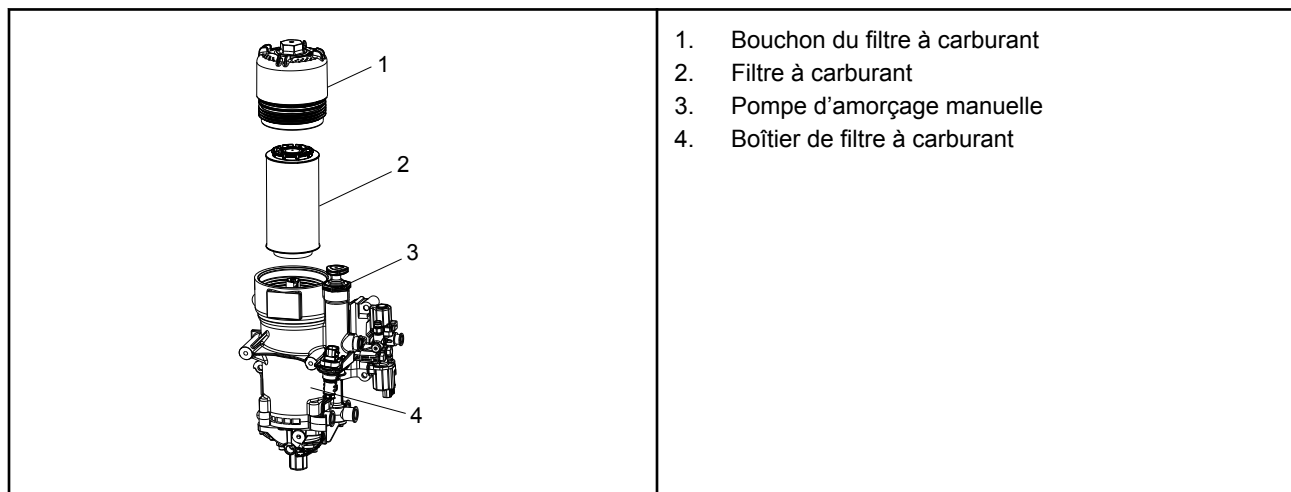 1
2
3
4
1. Bouchon du filtre à carburant
2. Filtre à carburant
3. Pompe d’amorçage manuelle
4. Boîtier de filtre à carburant